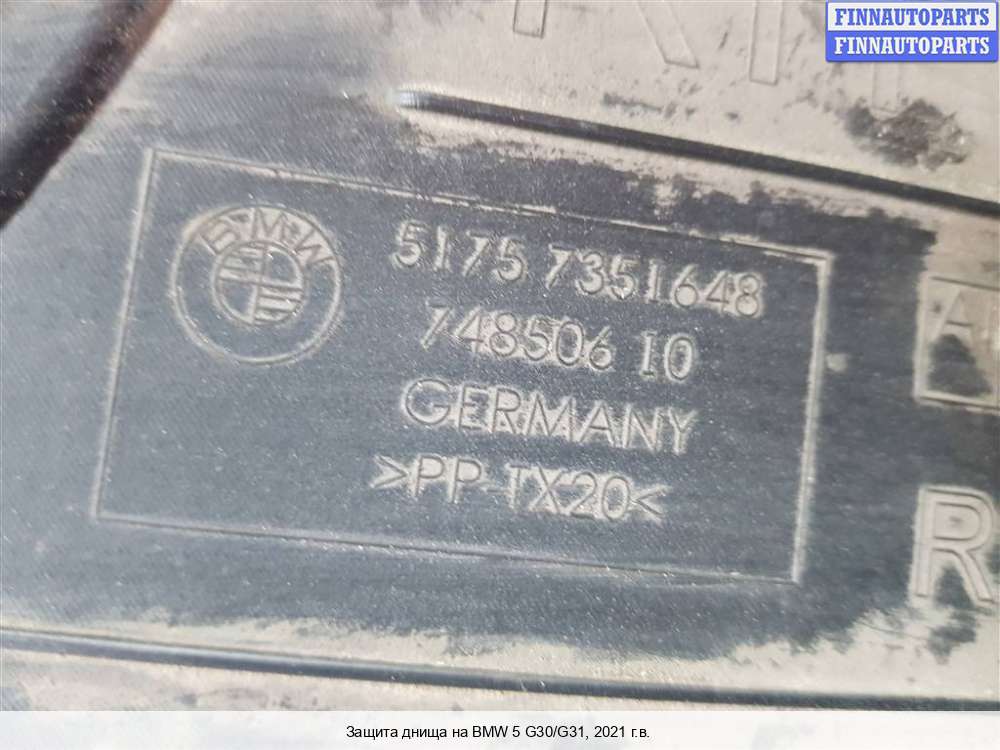 FINNAUTOPARTS
FINNAUTOPARTS
BMW
5175 7351648
748506 10
GERMANY
>PP-TX20<
A
R
Защита днища на BMW 5 G30/G31, 2021 г.в.